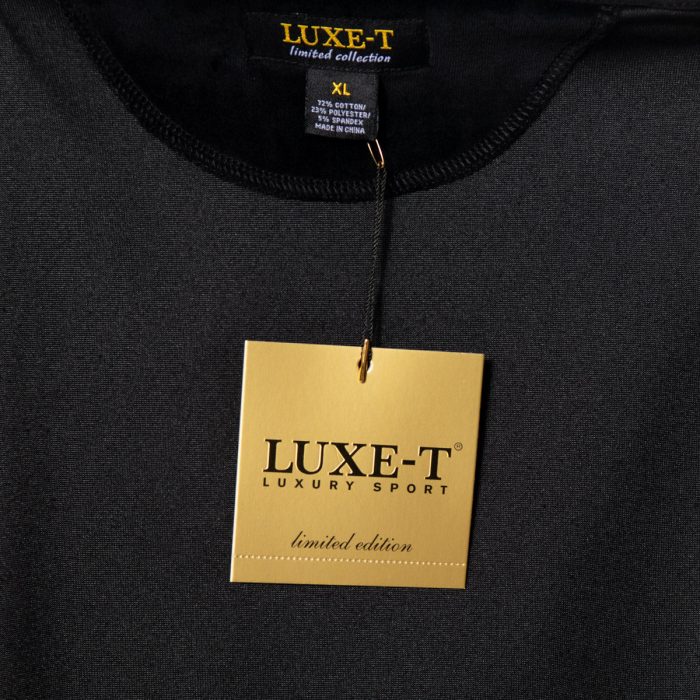 LUXE-T
limited collection
XL
72% COTTON/
23% POLYESTER/
5% SPANDEX
MADE IN CHINA
LUXE-T®
LUXURY SPORT
limited edition